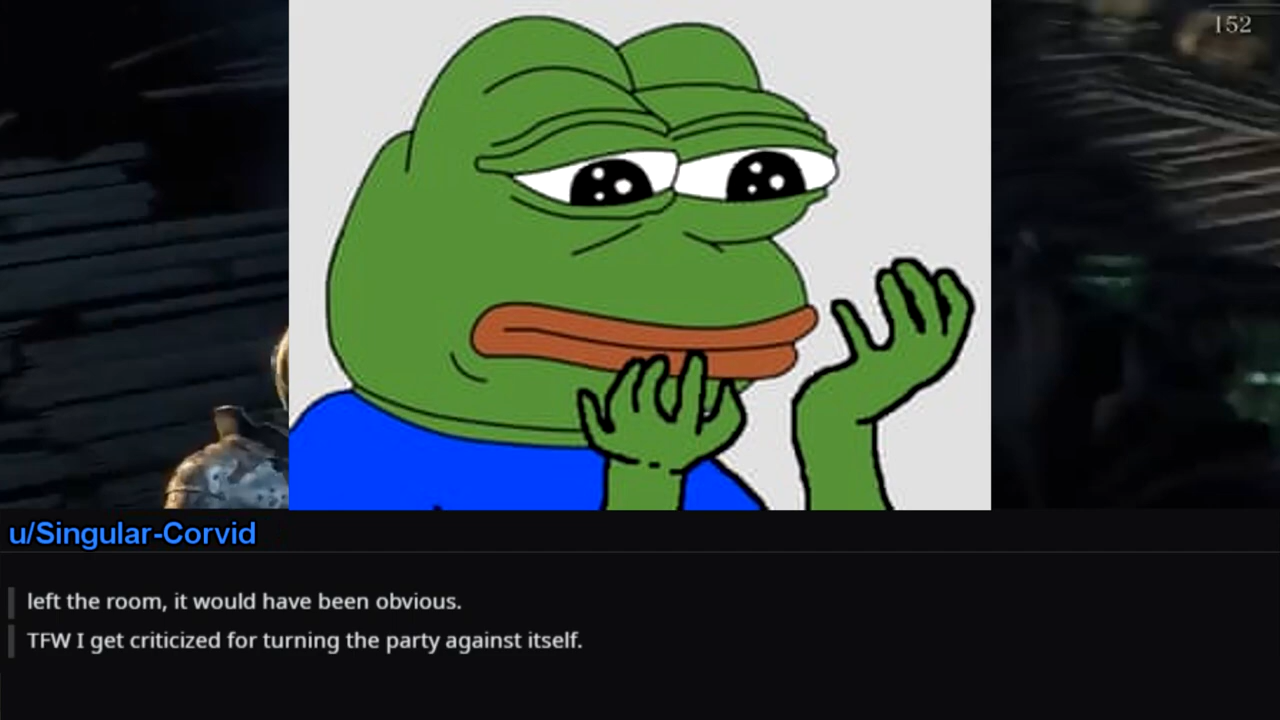 152
u/Singular-Corvid
left the room, it would have been obvious.
TFW I get criticized for turning the party against itself.